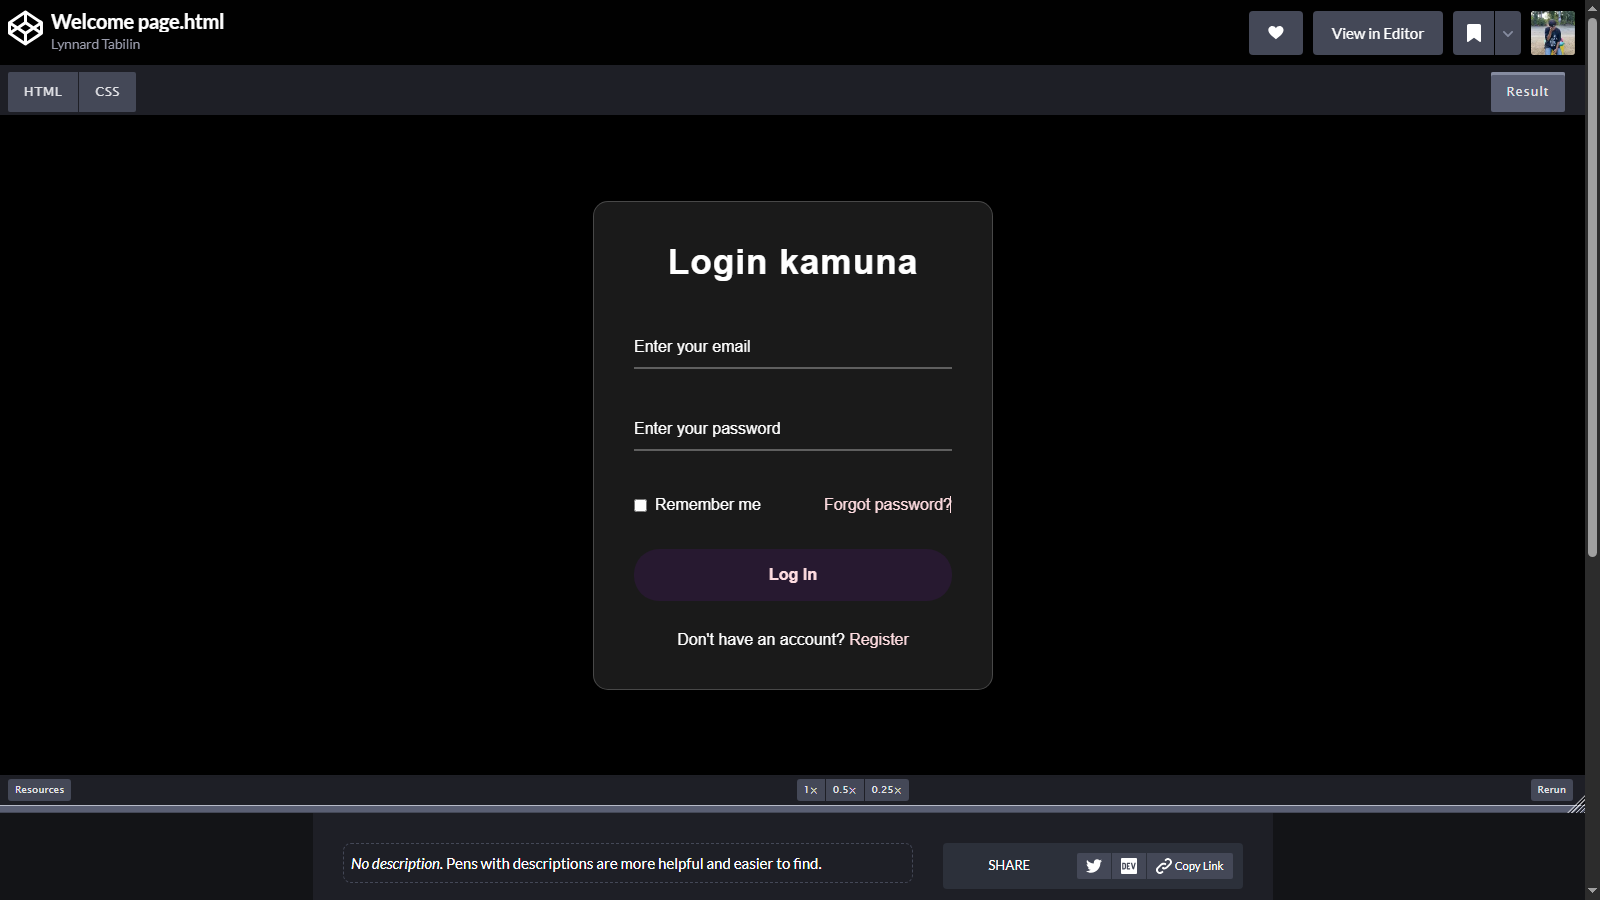 Welcome page.html
Lynnard Tabilin
View in Editor
HTML
CSS
Result
Login kamuna
Enter your email
Enter your password
Remember me
Forgot password?
Log In
Don't have an account? Register
Resources
1x
0.5x
0.25x
Rerun
No description. Pens with descriptions are more helpful and easier to find.
SHARE
DEV
Copy Link